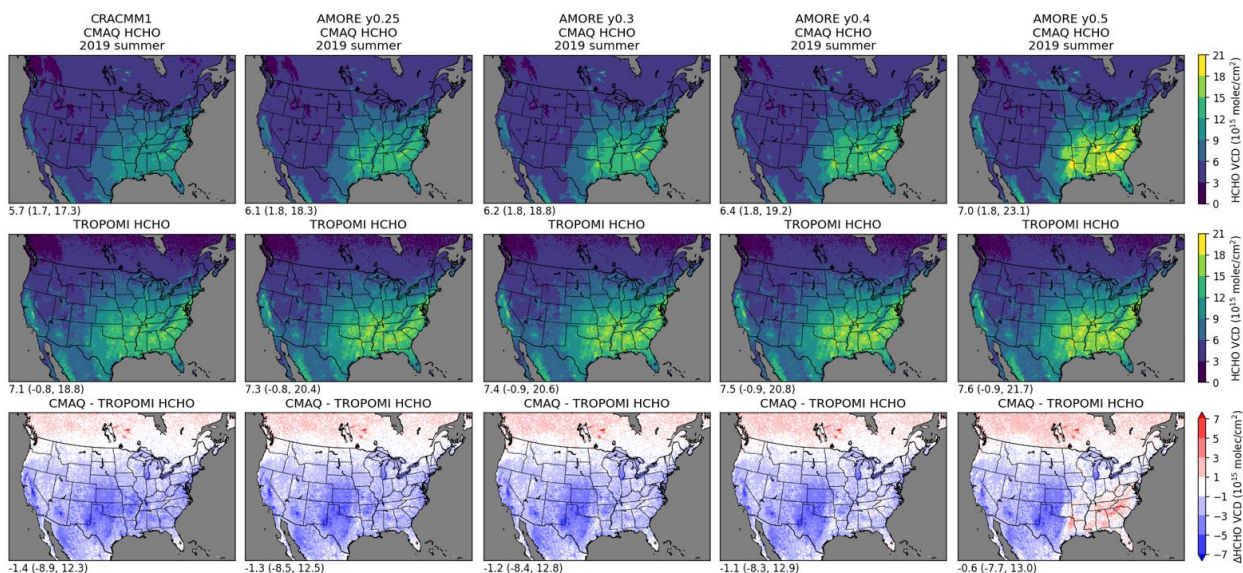 CRACMM1
CMAQ HCHO
2019 summer
AMORE y0.25
CMAQ HCHO
2019 summer
AMORE y0.3
CMAQ HCHO
2019 summer
AMORE y0.4
CMAQ HCHO
2019 summer
AMORE y0.5
CMAQ HCHO
2019 summer
21
18
15
12
9
6
3
0
HCHO VCD (10¹⁵ molec/cm²)
5.7 (1.7, 17.3)
6.1 (1.8, 18.3)
6.2 (1.8, 18.8)
6.4 (1.8, 19.2)
7.0 (1.8, 23.1)
TROPOMI HCHO
TROPOMI HCHO
TROPOMI HCHO
TROPOMI HCHO
TROPOMI HCHO
21
18
15
12
9
6
3
0
HCHO VCD (10¹⁵ molec/cm²)
7.1 (-0.8, 18.8)
7.3 (-0.8, 20.4)
7.4 (-0.9, 20.6)
7.5 (-0.9, 20.8)
7.6 (-0.9, 21.7)
CMAQ - TROPOMI HCHO
CMAQ - TROPOMI HCHO
CMAQ - TROPOMI HCHO
CMAQ - TROPOMI HCHO
CMAQ - TROPOMI HCHO
7
5
3
1
−1
−3
−5
−7
ΔHCHO VCD (10¹⁵ molec/cm²)
-1.4 (-8.9, 12.3)
-1.3 (-8.5, 12.5)
-1.2 (-8.4, 12.8)
-1.1 (-8.3, 12.9)
-0.6 (-7.7, 13.0)